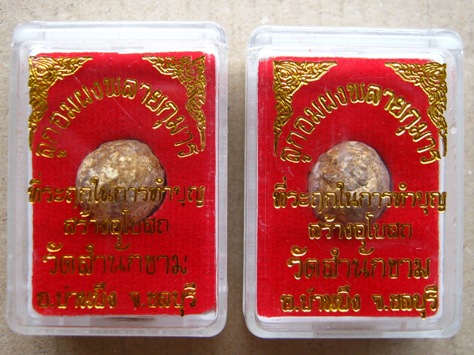 ลูกอมผงพลายกุมาร
ที่ระฤกในการทำบุญ
สร้างอุโบสถ
วัดสำนักขาม
อ.บ้านบึง จ.ชลบุรี
ลูกอมผงพลายกุมาร
ที่ระฤกในการทำบุญ
สร้างอุโบสถ
วัดสำนักขาม
อ.บ้านบึง จ.ชลบุรี